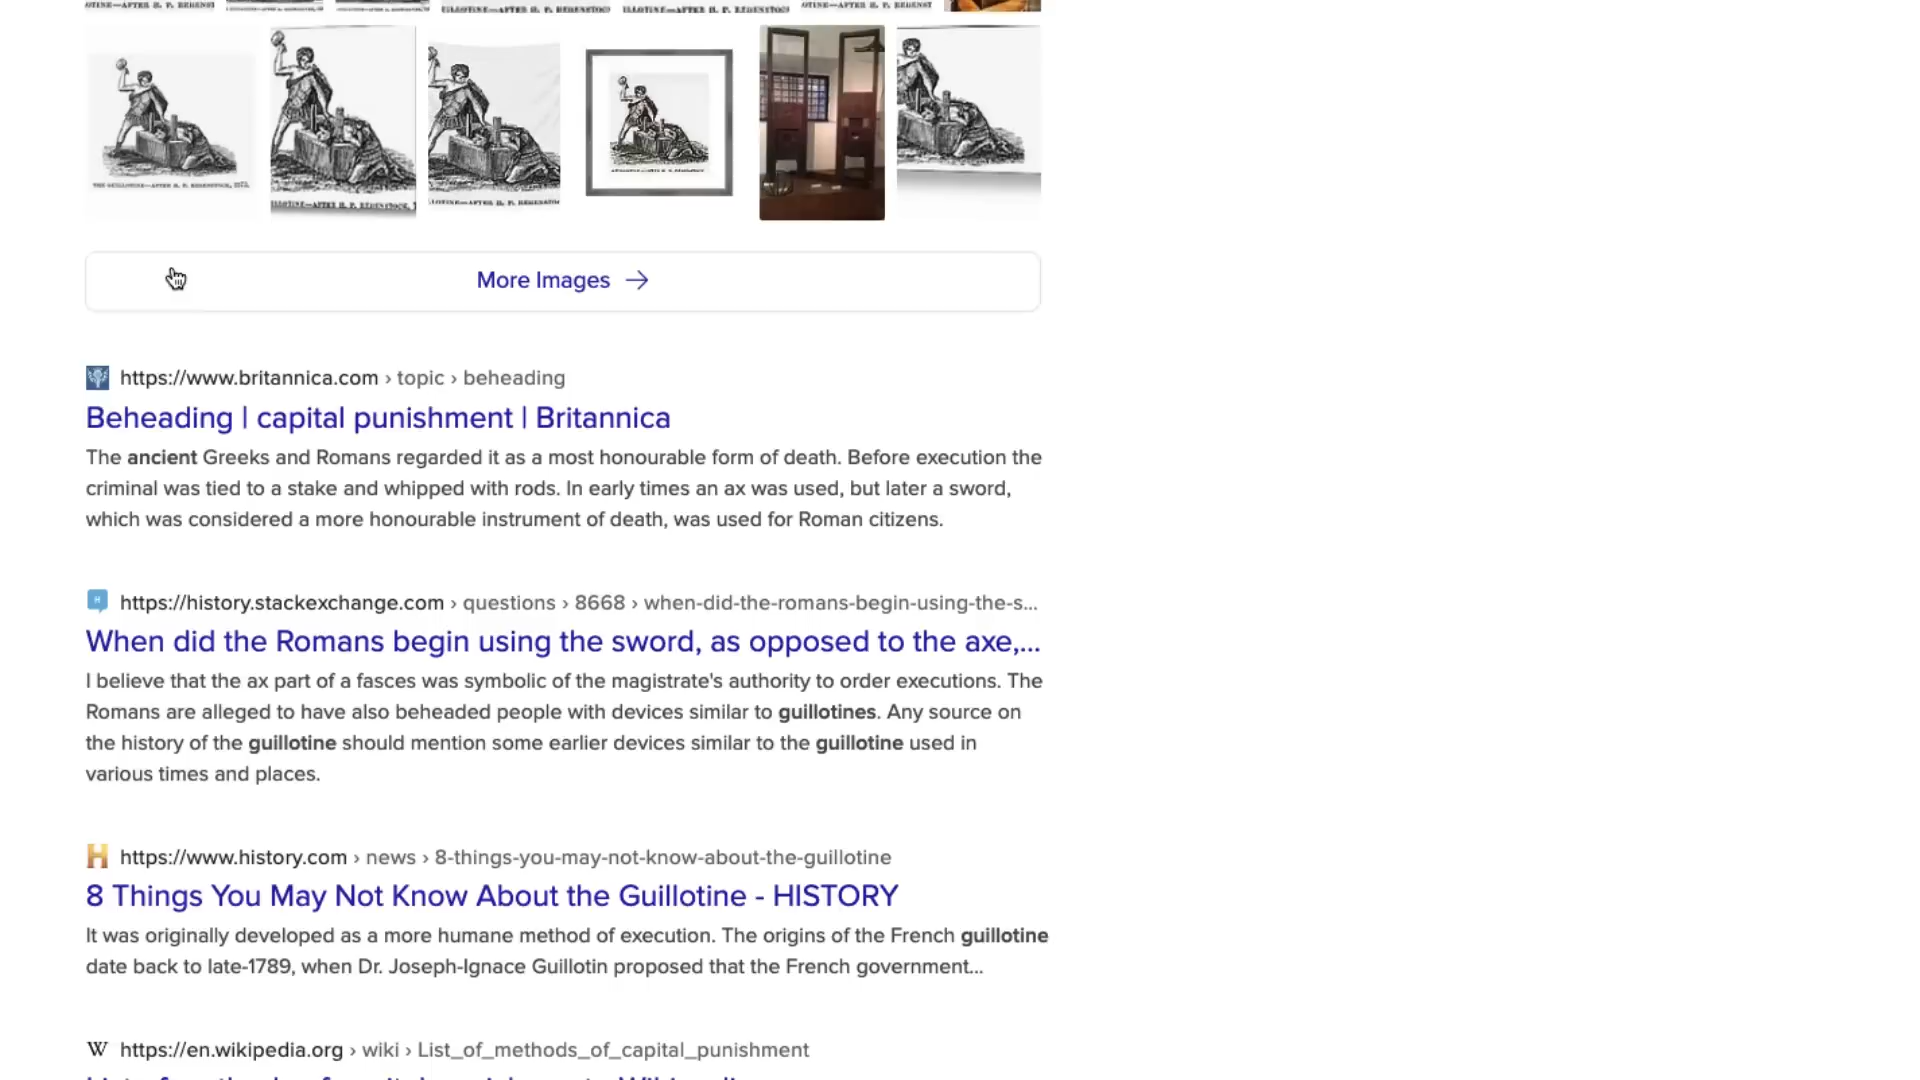 More Images →
https://www.britannica.com › topic › beheading
Beheading | capital punishment | Britannica
The ancient Greeks and Romans regarded it as a most honourable form of death. Before execution the
criminal was tied to a stake and whipped with rods. In early times an ax was used, but later a sword,
which was considered a more honourable instrument of death, was used for Roman citizens.
https://history.stackexchange.com › questions › 8668 › when-did-the-romans-begin-using-the-s...
When did the Romans begin using the sword, as opposed to the axe,...
I believe that the ax part of a fasces was symbolic of the magistrate's authority to order executions. The
Romans are alleged to have also beheaded people with devices similar to guillotines. Any source on
the history of the guillotine should mention some earlier devices similar to the guillotine used in
various times and places.
https://www.history.com › news › 8-things-you-may-not-know-about-the-guillotine
8 Things You May Not Know About the Guillotine - HISTORY
It was originally developed as a more humane method of execution. The origins of the French guillotine
date back to late-1789, when Dr. Joseph-Ignace Guillotin proposed that the French government...
W https://en.wikipedia.org › wiki › List_of_methods_of_capital_punishment